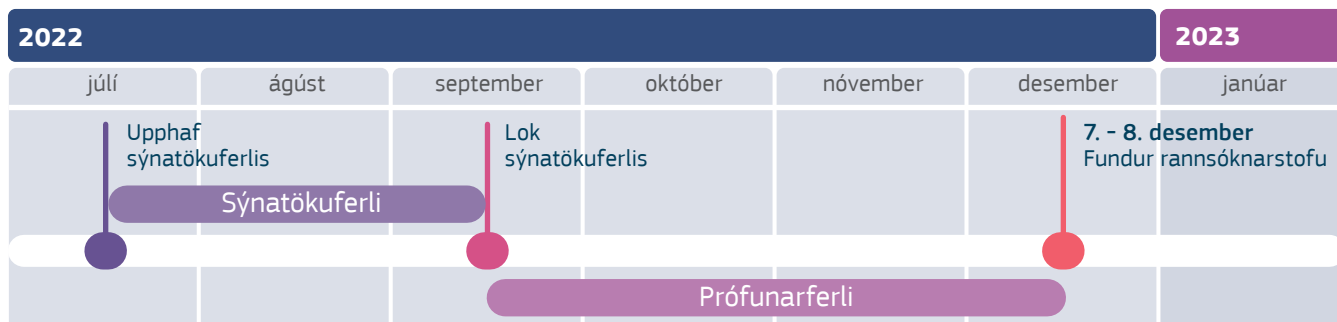 2022
2023
júlí
ágúst
september
október
nóvember
desember
janúar
Upphaf
sýnatökuferlis
Lok
sýnatökuferlis
7. - 8. desember
Fundur rannsóknarstofu
Sýnatökuferli
Prófunarferli